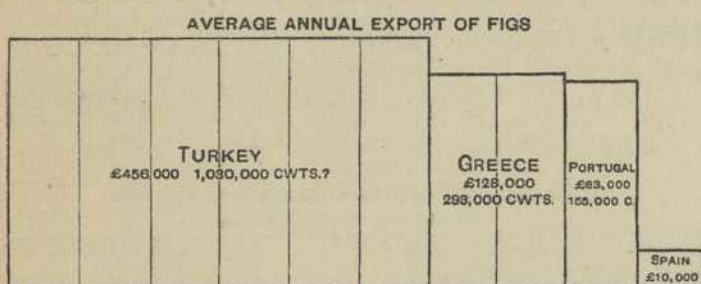 AVERAGE ANNUAL EXPORT OF FIGS
TURKEY
£456,000 1,030,000 CWTS.?
GREECE
£128,000
293,000 CWTS.
PORTUGAL
£63,000
155,000 C.
SPAIN
£10,000